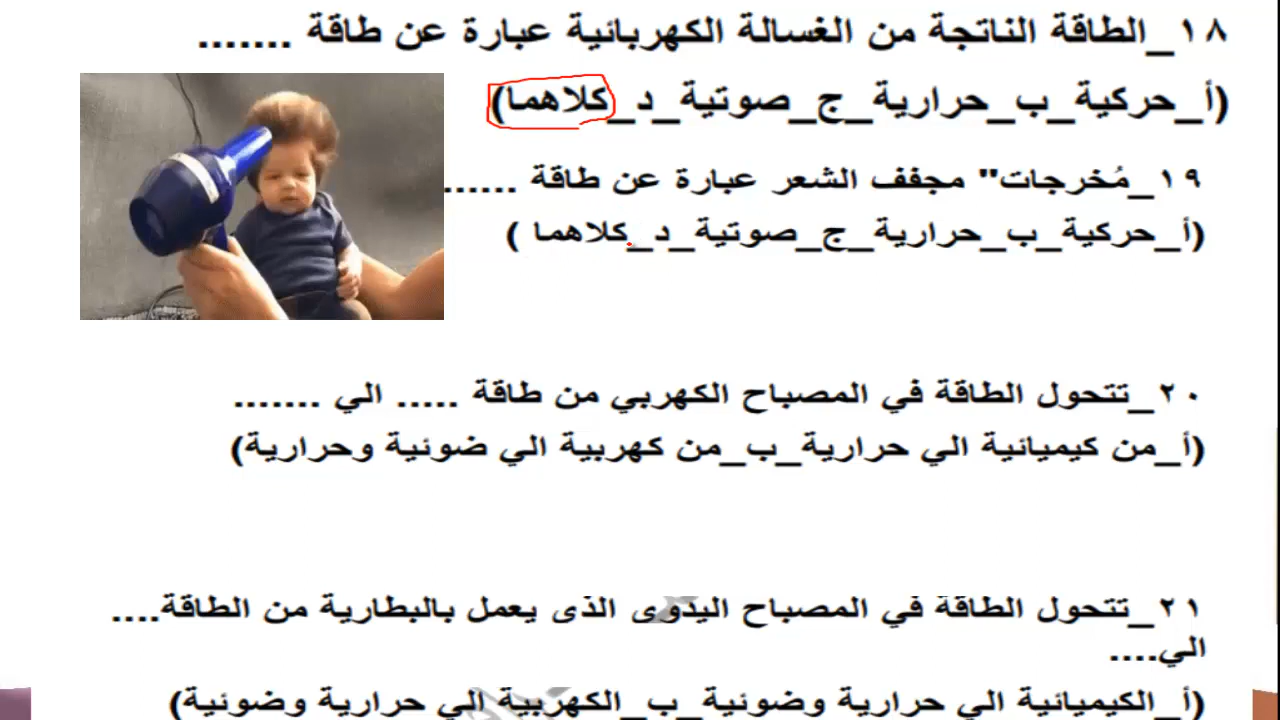 ١٨_الطاقة الناتجة من الغسالة الكهربائية عبارة عن طاقة .......
(أ_حركية_ب_حرارية_ج_صوتية_د_كلاهما)
١٩_مُخرجات" مجفف الشعر عبارة عن طاقة ......
(أ_حركية_ب_حرارية_ج_صوتية_د_كلاهما )
٢٠_تتحول الطاقة في المصباح الكهربي من طاقة ..... الي .......
(أ_من كيميائية الي حرارية_ب_من كهربية الي ضوئية وحرارية)
٢١_تتحول الطاقة في المصباح اليدوى الذى يعمل بالبطارية من الطاقة....
الي....
(أ_الكيميائية الي حرارية وضوئية_ب_الكهربية الي حرارية وضوئية)